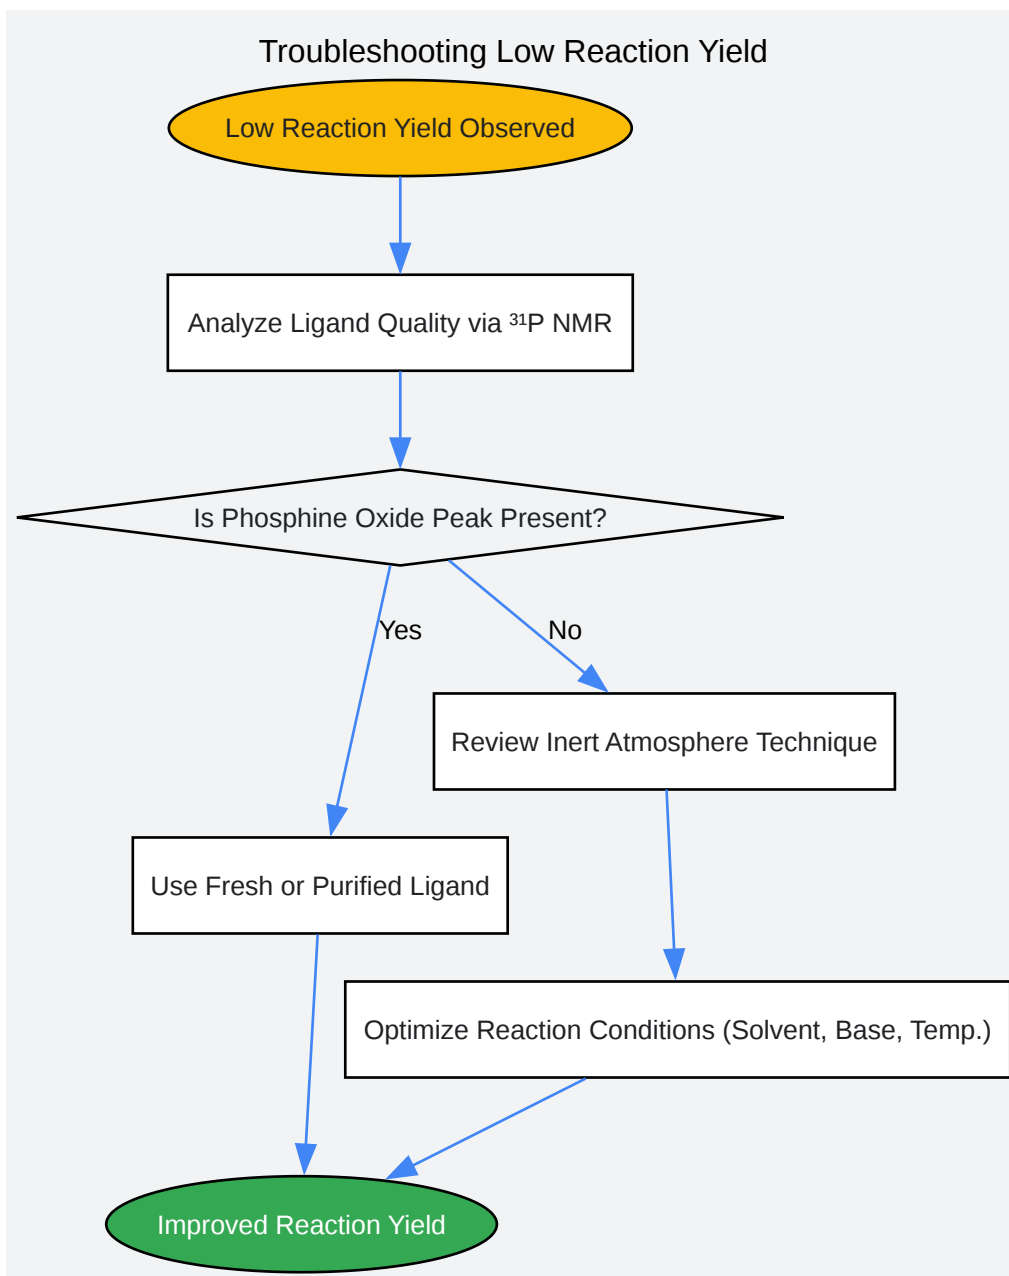 Troubleshooting Low Reaction Yield
Low Reaction Yield Observed
Analyze Ligand Quality via ³¹P NMR
Is Phosphine Oxide Peak Present?
Yes
No
Review Inert Atmosphere Technique
Use Fresh or Purified Ligand
Optimize Reaction Conditions (Solvent, Base, Temp.)
Improved Reaction Yield